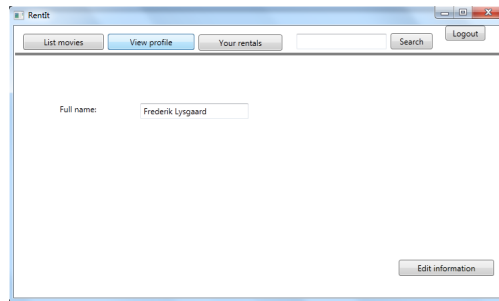 RentIt
List movies View profile Your rentals Search Logout
Full name: Frederik Lysgaard
Edit information